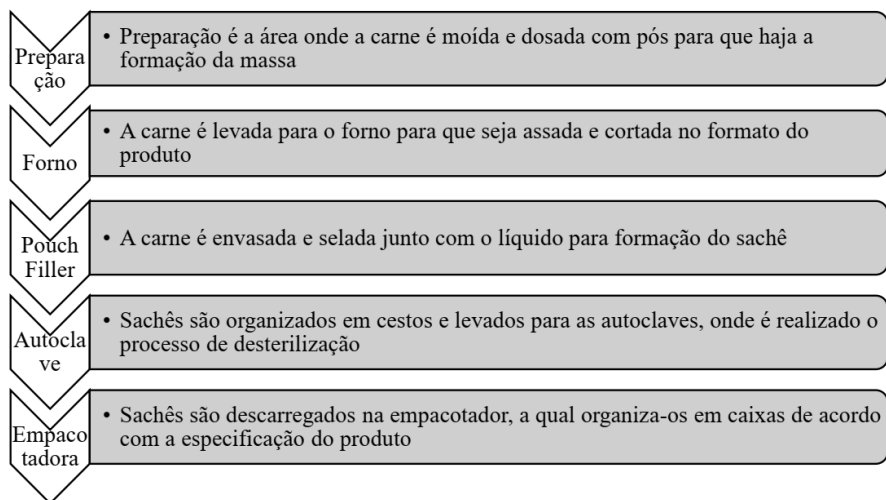 Prepara
ção
• Preparação é a área onde a carne é moída e dosada com pós para que haja a
formação da massa
Forno
• A carne é levada para o forno para que seja assada e cortada no formato do
produto
Pouch
Filler
• A carne é envasada e selada junto com o líquido para formação do sachê
Autocla
ve
• Sachês são organizados em cestos e levados para as autoclaves, onde é realizado o
processo de desterilização
Empaco
tadora
• Sachês são descarregados na empacotador, a qual organiza-os em caixas de acordo
com a especificação do produto